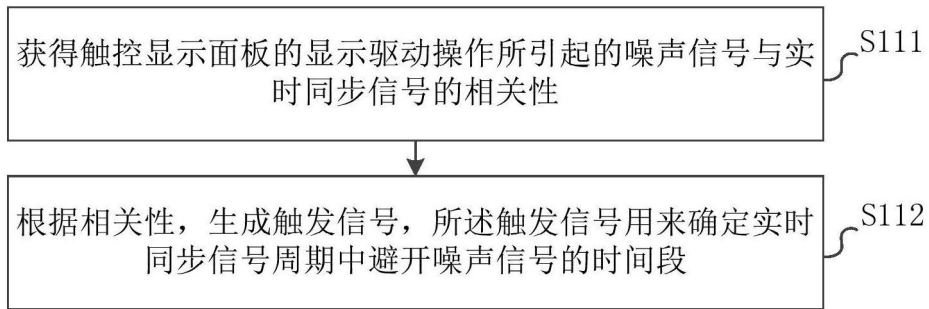 获得触控显示面板的显示驱动操作所引起的噪声信号与实
时同步信号的相关性
S111
根据相关性，生成触发信号，所述触发信号用来确定实时
同步信号周期中避开噪声信号的时间段
S112